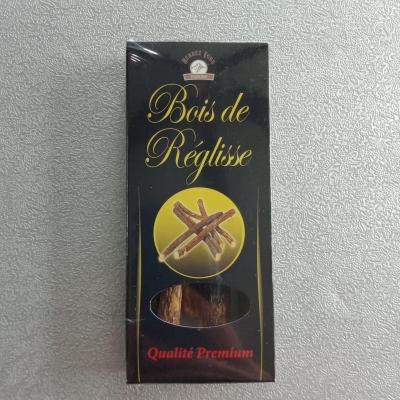 Bois de
Réglisse
Qualité Premium